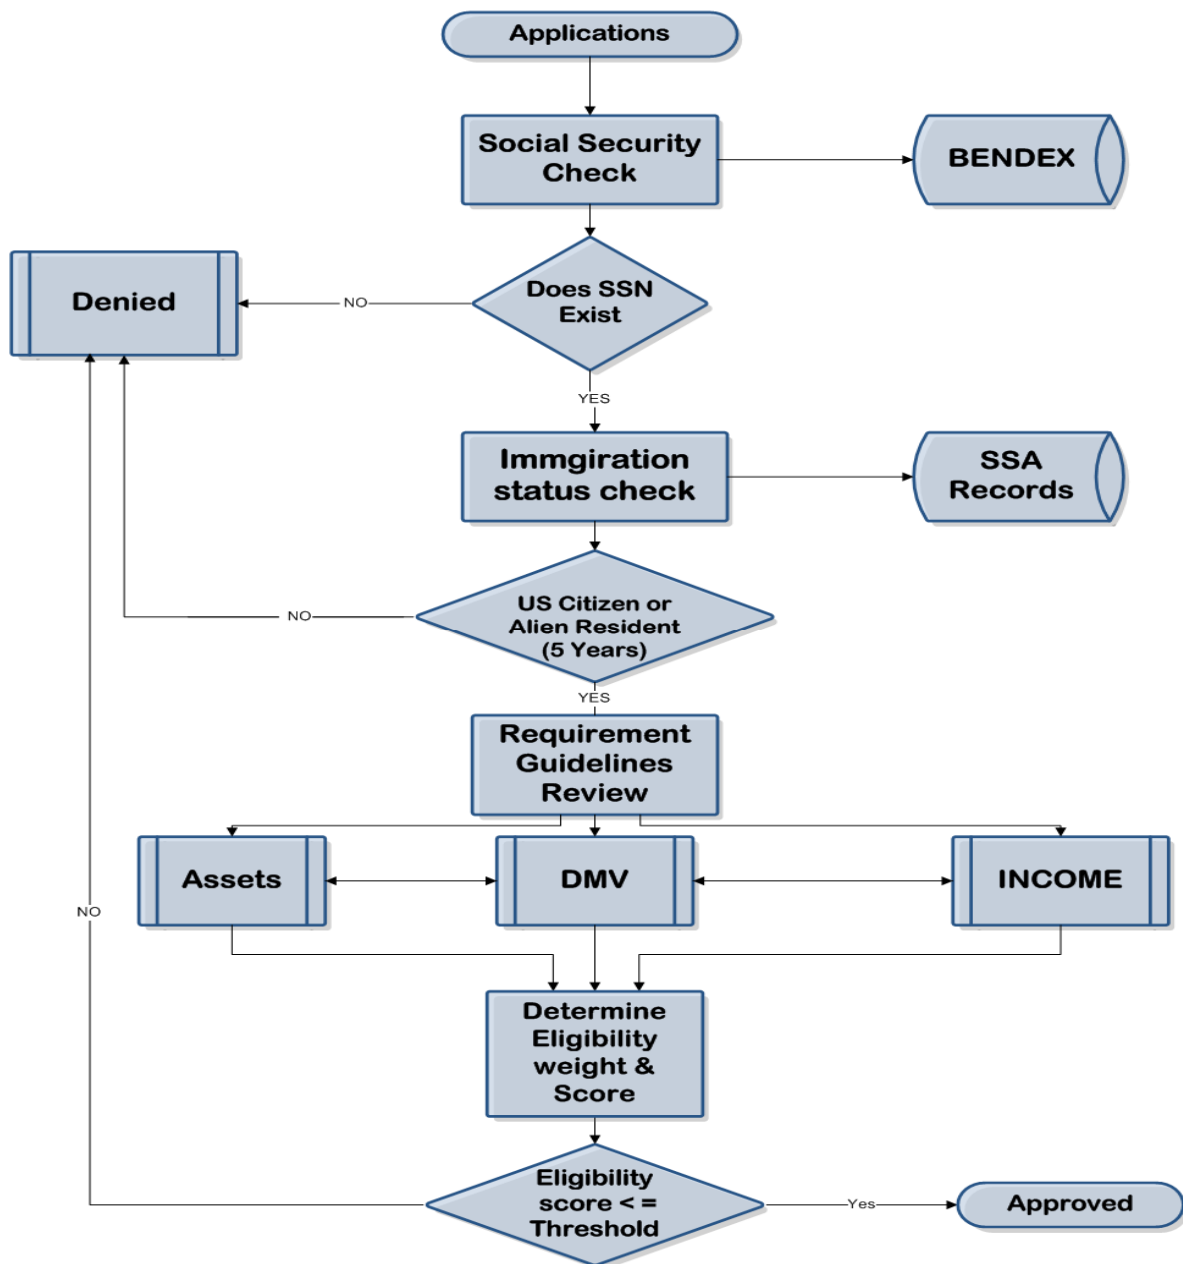 Applications
Social Security
Check
BENDEX
Does SSN
Exist
NO
Denied
YES
Immgiration
status check
SSA
Records
US Citizen or
Alien Resident
(5 Years)
NO
YES
Requirement
Guidelines
Review
Assets
DMV
INCOME
NO
Determine
Eligibility
weight &
Score
Eligibility
score < =
Threshold
Yes
Approved